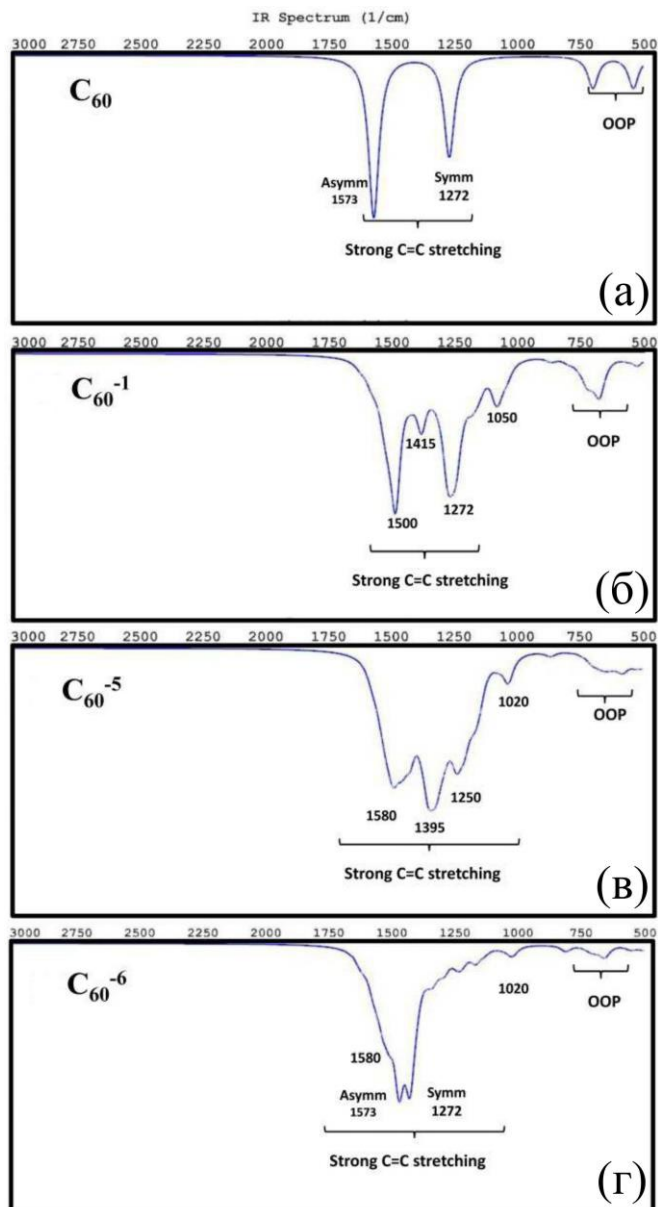 IR Spectrum (1/cm)
3000 2750 2500 2250 2000 1750 1500 1250 1000 750 500
C₆₀
OOP
Asymm Symm
1573 1272
Strong C=C stretching
(а)
3000 2750 2500 2250 2000 1750 1500 1250 1000 750 500
C₆₀⁻¹
1415 1050
OOP
1500 1272
Strong C=C stretching
(б)
3000 2750 2500 2250 2000 1750 1500 1250 1000 750 500
C₆₀⁻⁵
1020 OOP
1580 1250
1395
Strong C=C stretching
(в)
3000 2750 2500 2250 2000 1750 1500 1250 1000 750 500
C₆₀⁻⁶
1020 OOP
1580
Asymm Symm
1573 1272
Strong C=C stretching
(г)